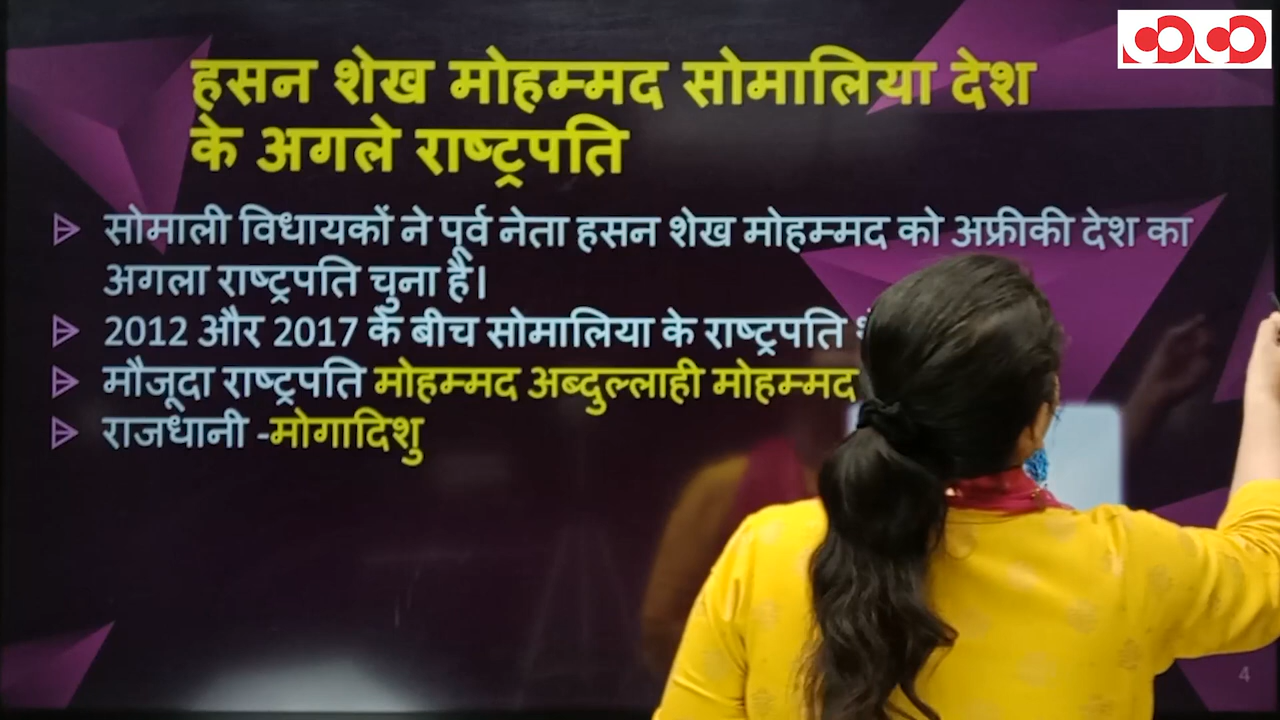 हसन शेख मोहम्मद सोमालिया देश
के अगले राष्ट्रपति
सोमाली विधायकों ने पूर्व नेता हसन शेख मोहम्मद को अफ्रीकी देश का
अगला राष्ट्रपति चुना है।
2012 और 2017 के बीच सोमालिया के राष्ट्रपति
मौजूदा राष्ट्रपति मोहम्मद अब्दुल्लाही मोहम्मद
राजधानी -मोगादिशु
4